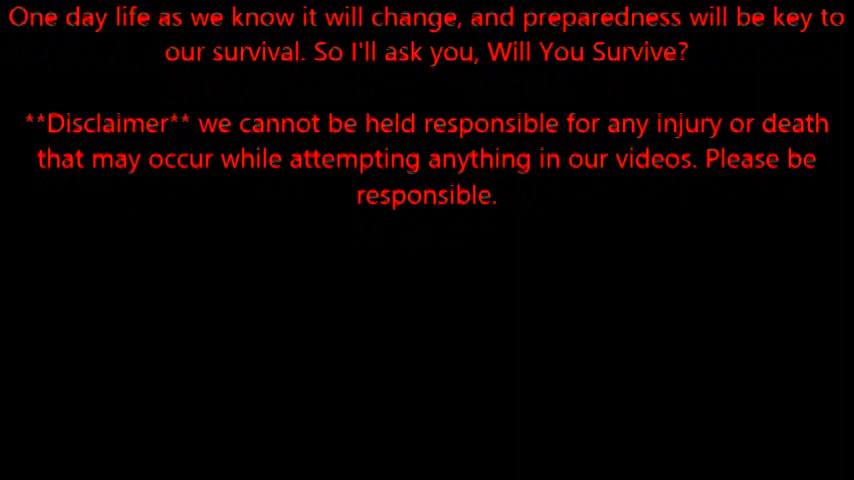 One day life as we know it will change, and preparedness will be key to
our survival. So I'll ask you, Will You Survive?
**Disclaimer** we cannot be held responsible for any injury or death
that may occur while attempting anything in our videos. Please be
responsible.